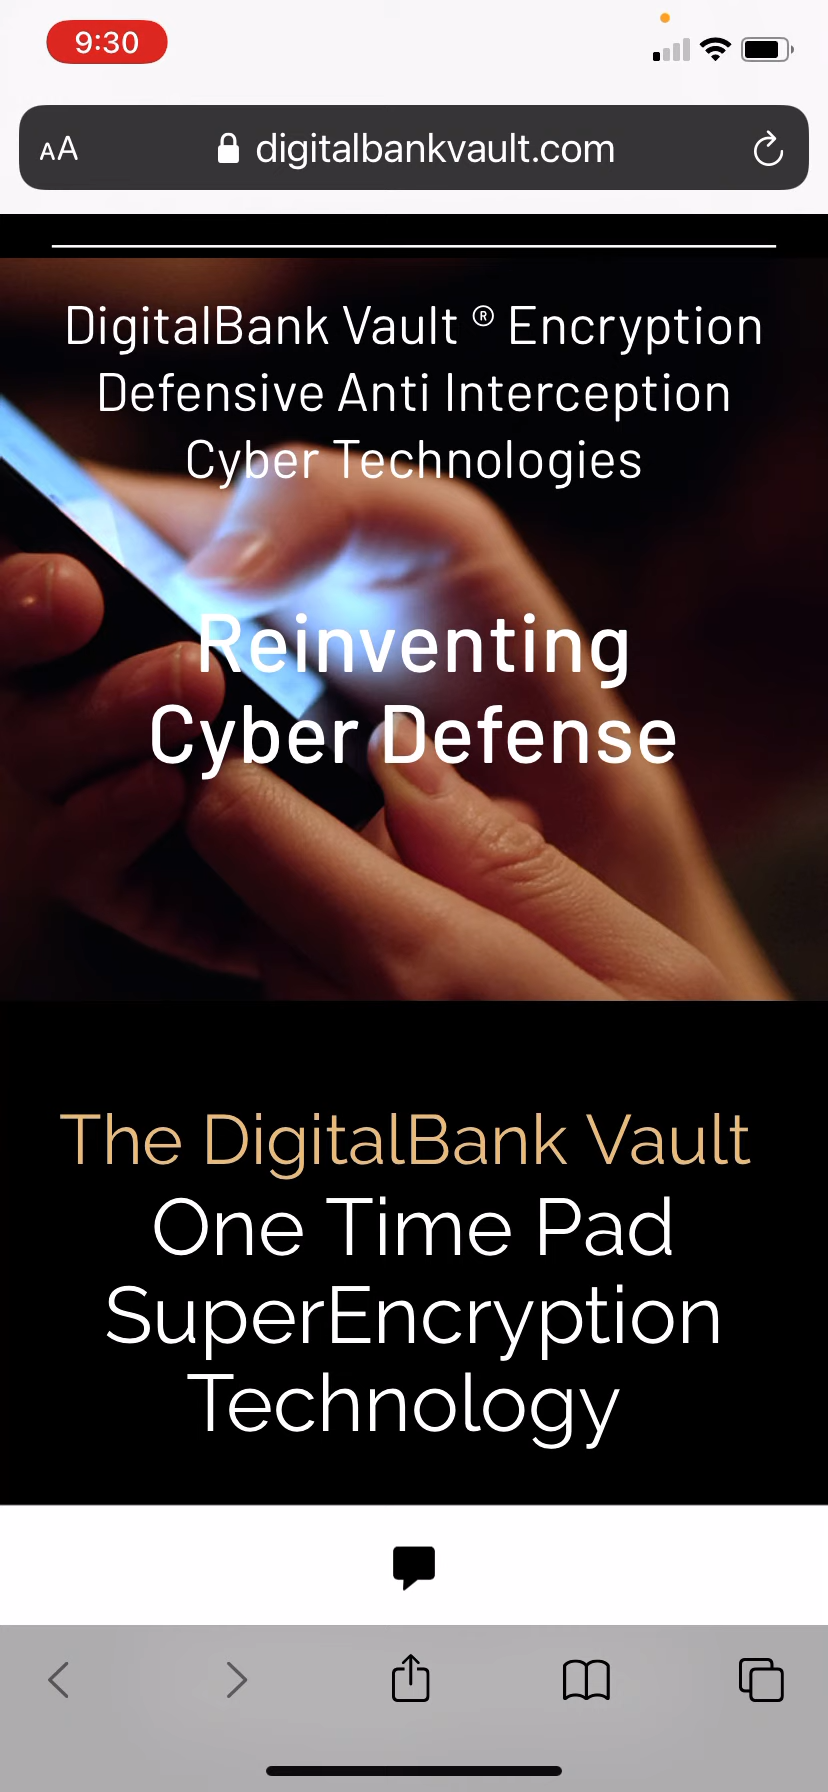 9:30
AA digitalbankvault.com
DigitalBank Vault ® Encryption
Defensive Anti Interception
Cyber Technologies
Reinventing
Cyber Defense
The DigitalBank Vault
One Time Pad
SuperEncryption
Technology